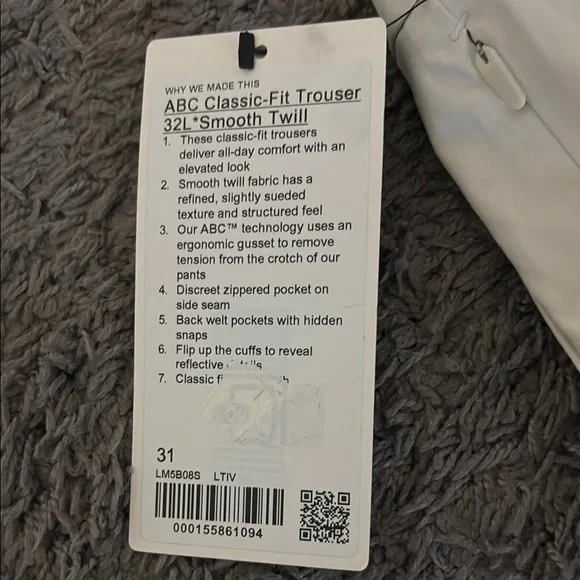 WHY WE MADE THIS
ABC Classic-Fit Trouser
32L*Smooth Twill
1. These classic-fit trousers
deliver all-day comfort with an
elevated look
2. Smooth twill fabric has a
refined, slightly sueded
texture and structured feel
3. Our ABC™ technology uses an
ergonomic gusset to remove
tension from the crotch of our
pants
4. Discreet zippered pocket on
side seam
5. Back welt pockets with hidden
snaps
6. Flip up the cuffs to reveal
reflective
7. Classic
31
LM5B08S LTIV
000155861094